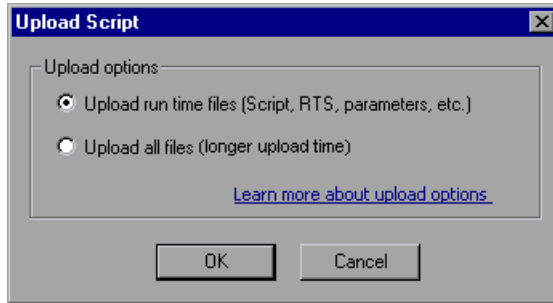 Upload Script
Upload options
Upload run time files (Script, RTS, parameters, etc.)
Upload all files (longer upload time)
Learn more about upload options
OK
Cancel